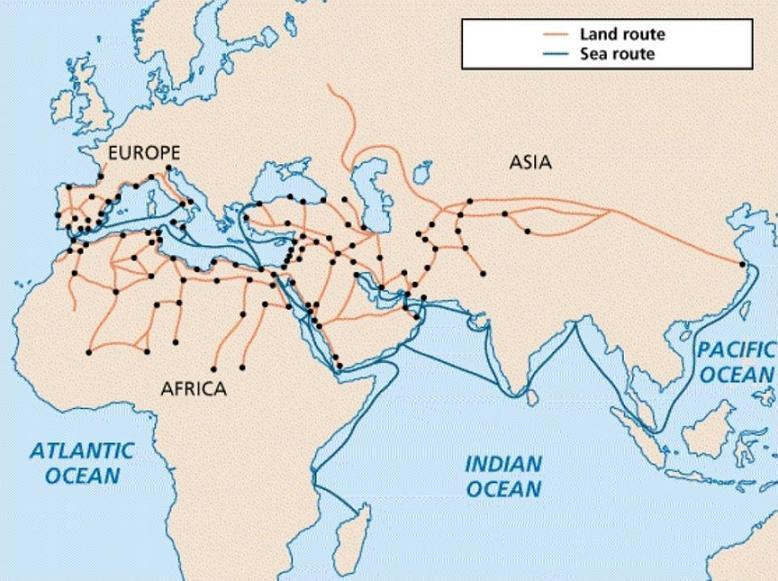 Land route
Sea route
EUROPE
ASIA
AFRICA
PACIFIC
OCEAN
ATLANTIC
OCEAN
INDIAN
OCEAN